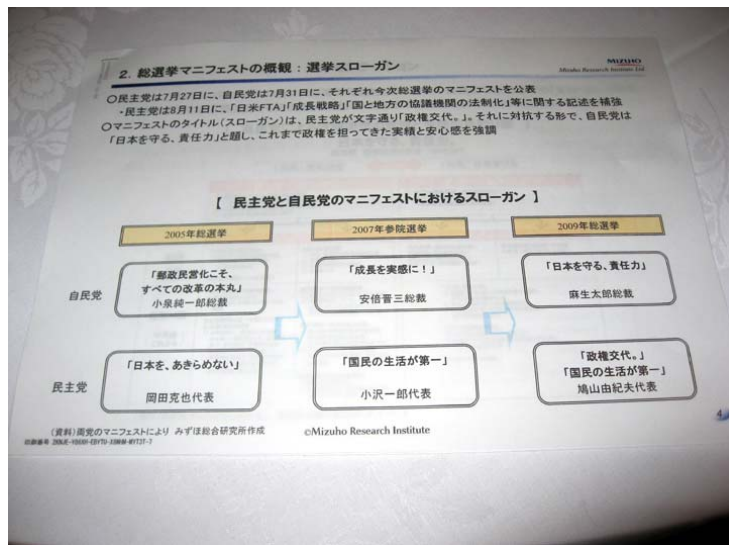 2. 総選挙マニフェストの概観：選挙スローガン
MIZUHO
Mizuho Research Institute Ltd.
○民主党は7月27日に、自民党は7月31日に、それぞれ今次総選挙のマニフェストを公表
・民主党は8月11日に、「日米FTA」「成長戦略」「国と地方の協議機関の法制化」等に関する記述を補強
○マニフェストのタイトル（スローガン）は、民主党が文字通り「政権交代。」。それに対抗する形で、自民党は
「日本を守る、責任力」と題し、これまで政権を担ってきた実績と安心感を強調
【 民主党と自民党のマニフェストにおけるスローガン 】
2005年総選挙
2007年参院選挙
2009年総選挙
自民党
「郵政民営化こそ、
すべての改革の本丸」
小泉純一郎総裁
「成長を実感に！」
安倍晋三総裁
「日本を守る、責任力」
麻生太郎総裁
民主党
「日本を、あきらめない」
岡田克也代表
「国民の生活が第一」
小沢一郎代表
「政権交代。」
「国民の生活が第一」
鳩山由紀夫代表
4
（資料）両党のマニフェストにより みずほ総合研究所作成
©Mizuho Research Institute